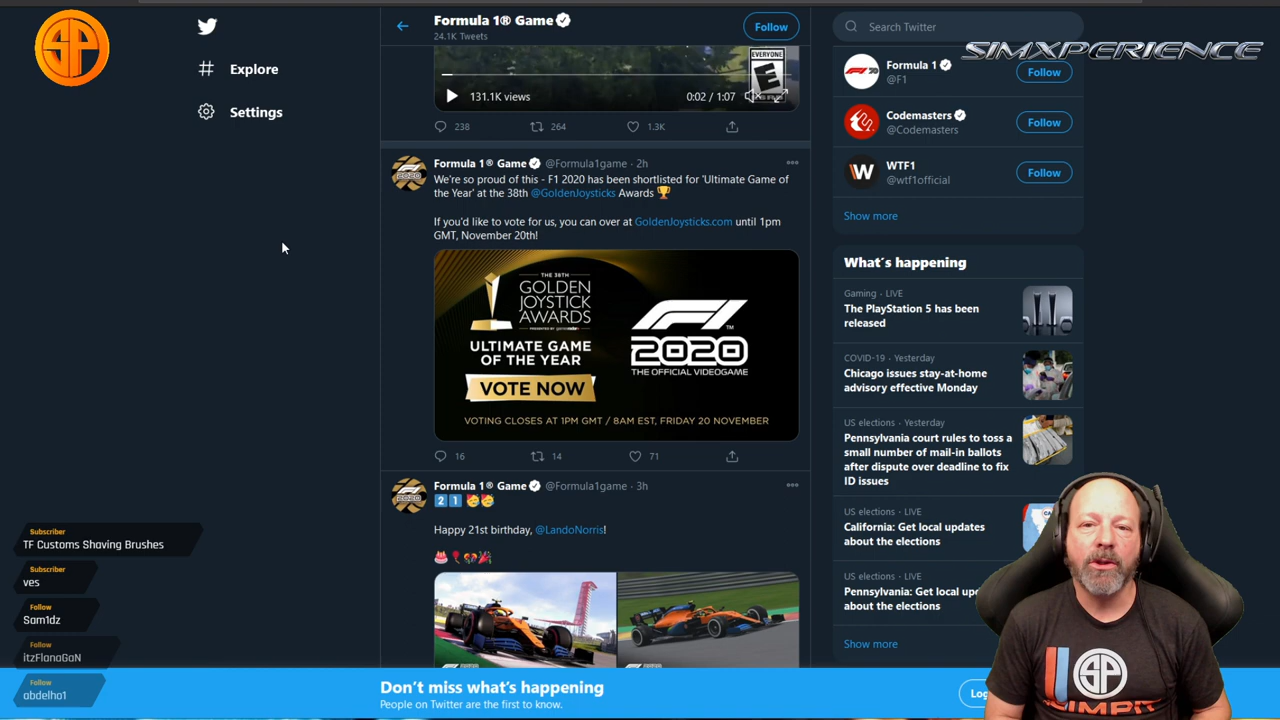 SP
Explore
Settings
Formula 1® Game
24.1K Tweets
Follow
EVERYONE
E
131.1K views
0:02 / 1:07
238
264
1.3K
Formula 1® Game @Formula1game · 2h
We're so proud of this - F1 2020 has been shortlisted for 'Ultimate Game of
the Year' at the 38th @GoldenJoysticks Awards 🏆
If you'd like to vote for us, you can over at GoldenJoysticks.com until 1pm
GMT, November 20th!
THE 38TH
GOLDEN
JOYSTICK
AWARDS
ULTIMATE GAME
OF THE YEAR
VOTE NOW
F1™
2020
THE OFFICIAL VIDEOGAME
VOTING CLOSES AT 1PM GMT / 8AM EST, FRIDAY 20 NOVEMBER
16
14
71
Formula 1® Game @Formula1game · 3h
2️⃣1️⃣ 🥳🥳
Happy 21st birthday, @LandoNorris!
Search Twitter
SIMXPERIENCE
Formula 1
@F1
Follow
Codemasters
@Codemasters
Follow
WTF1
@wtf1official
Follow
Show more
What's happening
Gaming · LIVE
The PlayStation 5 has been
released
COVID-19 · Yesterday
Chicago issues stay-at-home
advisory effective Monday
US elections · Yesterday
Pennsylvania court rules to toss a
small number of mail-in ballots
after dispute over deadline to fix
ID issues
US elections · LIVE
California: Get local updates
about the elections
US elections · LIVE
Pennsylvania: Get local
about the elections
Show more
Subscriber
TF Customs Shaving Brushes
Subscriber
ves
Follow
Sam1dz
Follow
itzFlanaGaN
Follow
abdelho1
Don't miss what's happening
People on Twitter are the first to know.
Log
SP